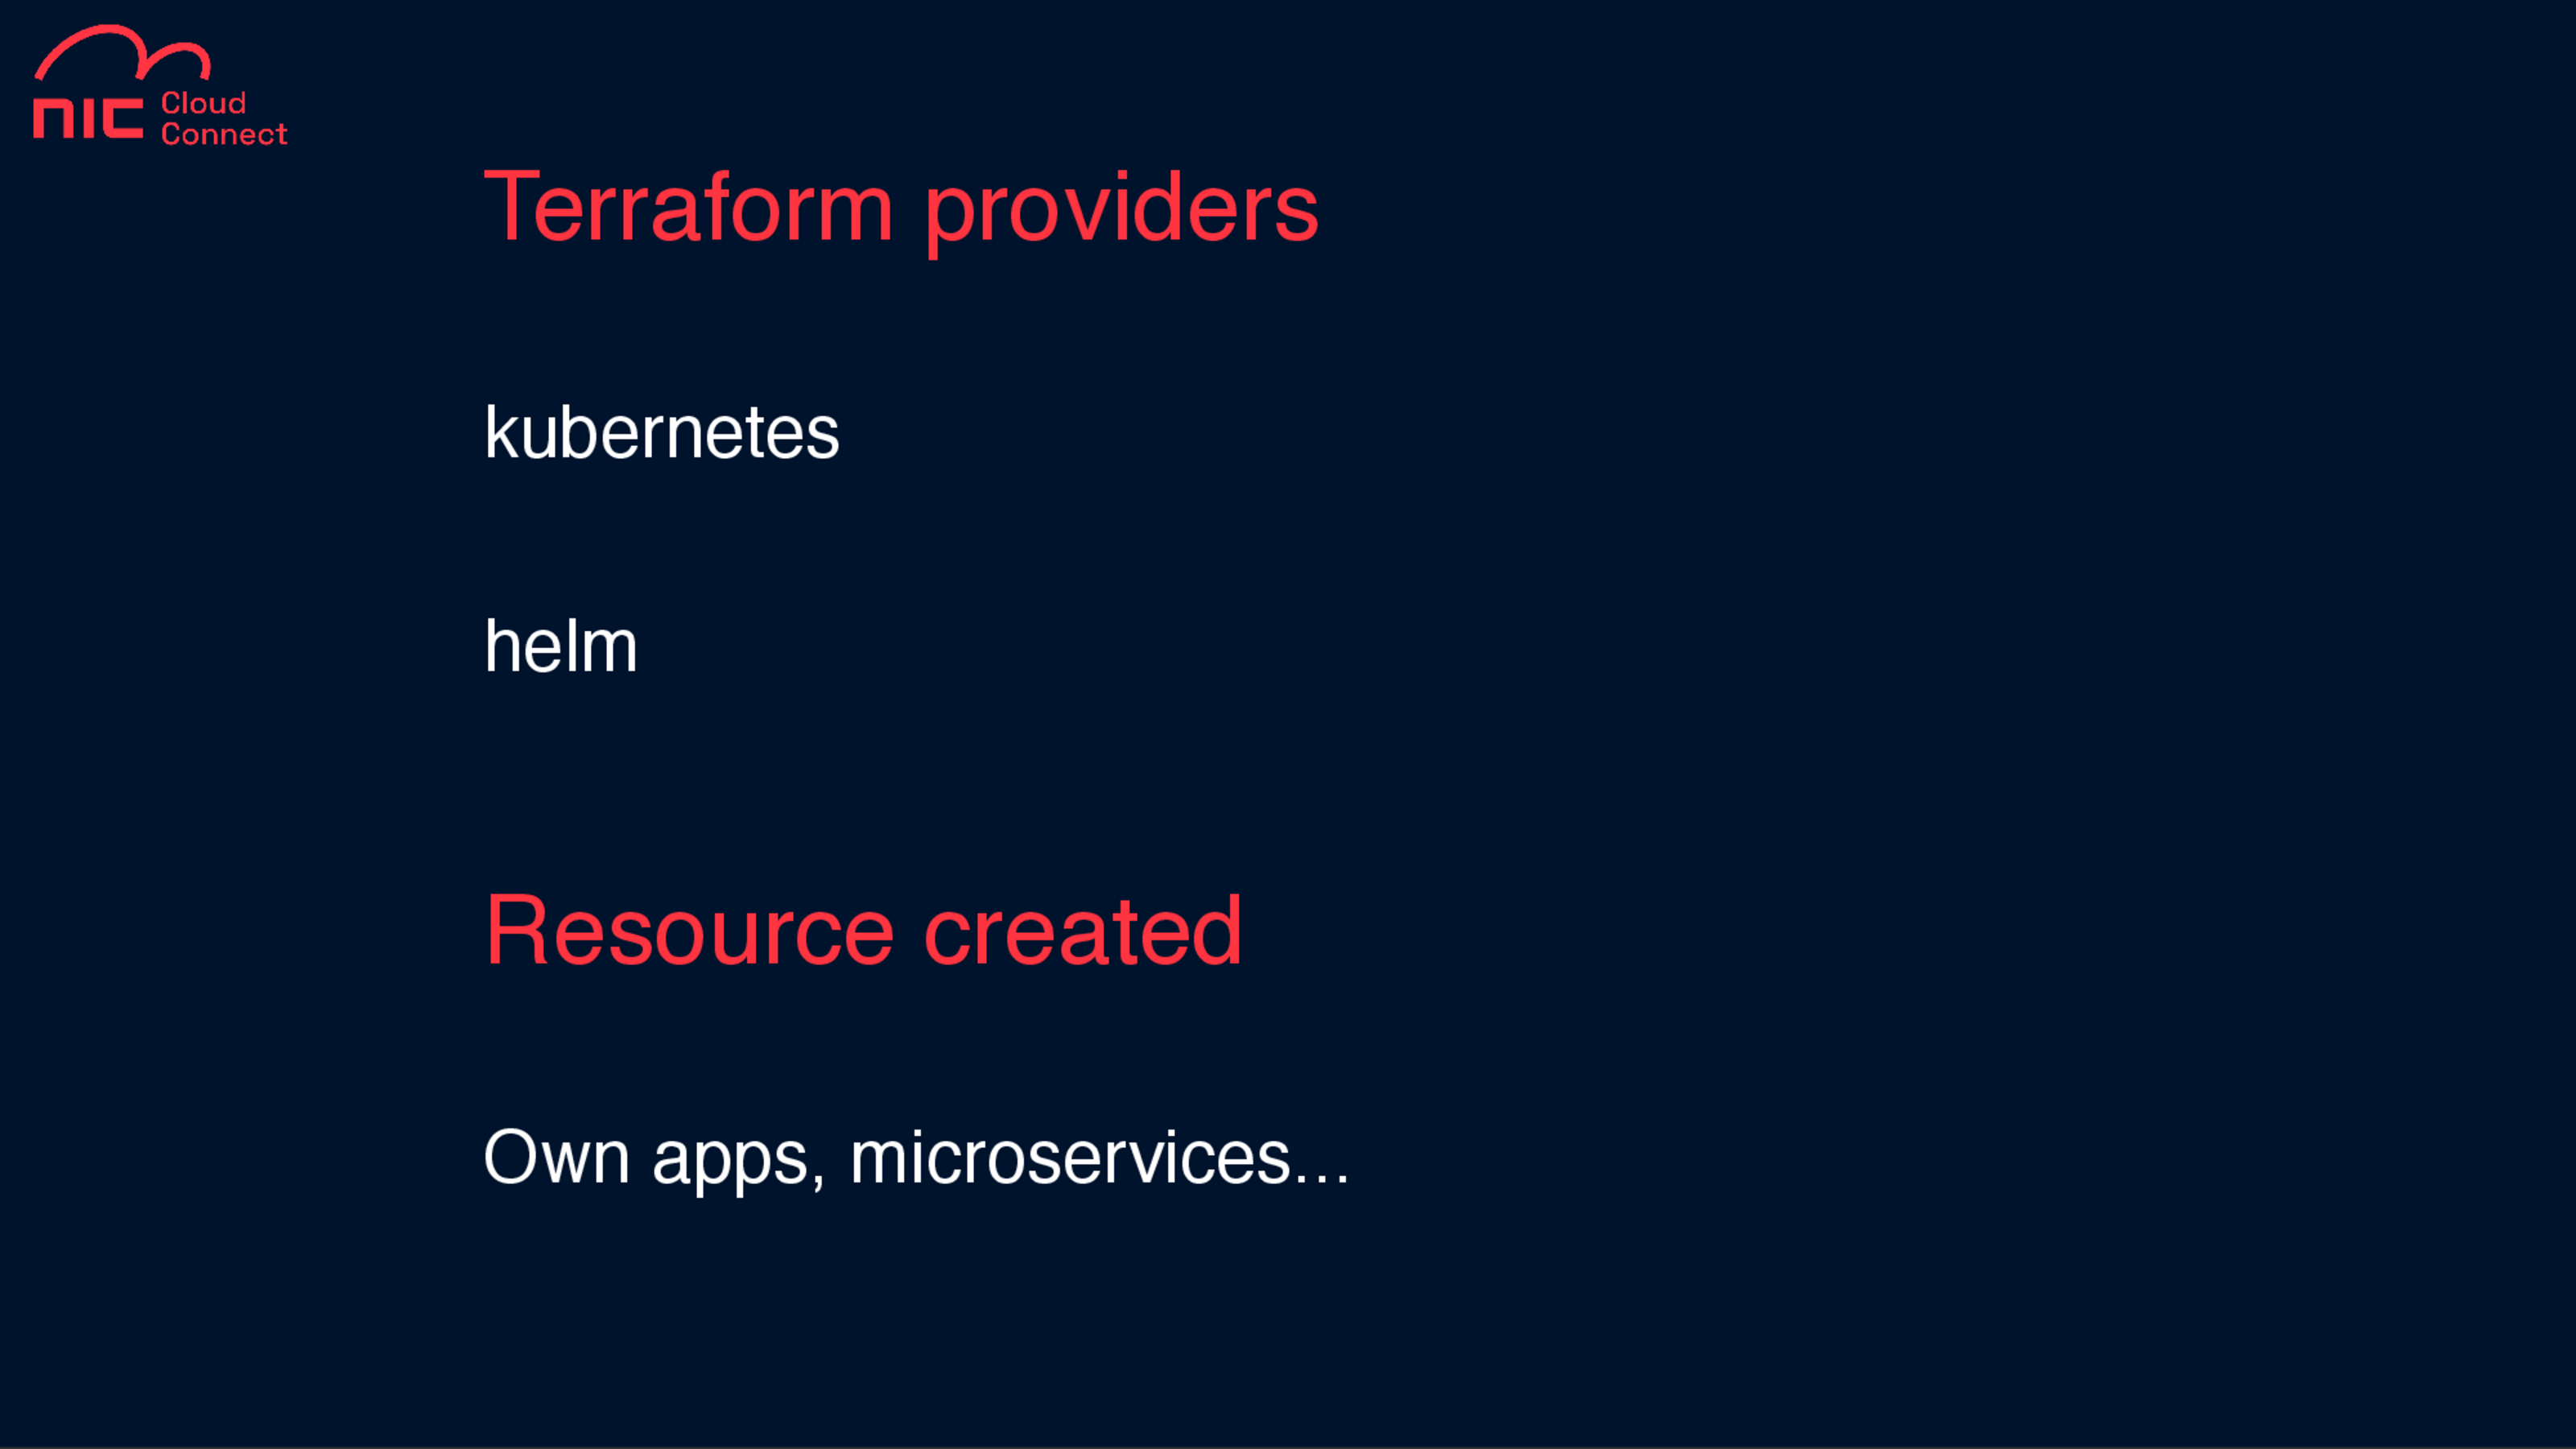 NIC Cloud
Connect
Terraform providers
kubernetes
helm
Resource created
Own apps, microservices...